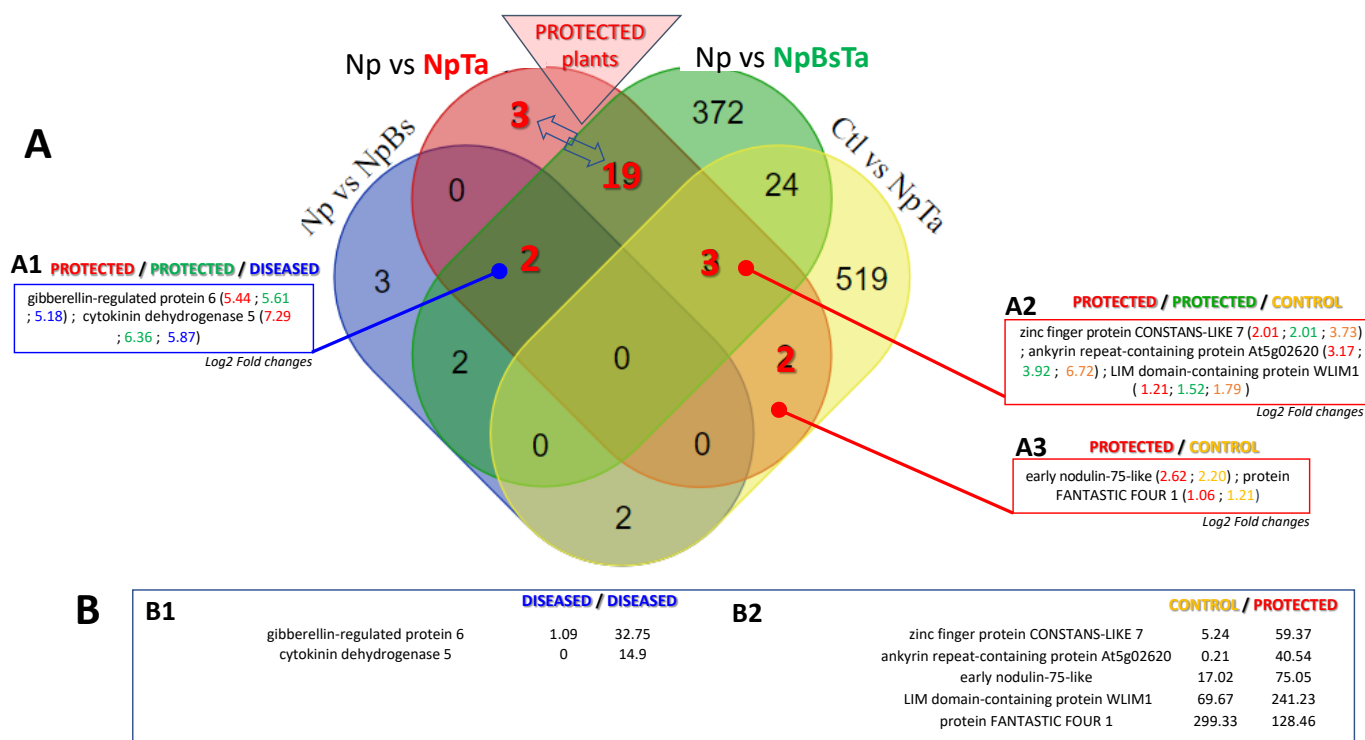 PROTECTED
plants
Np vs NpTa
Np vs NpBsTa
Np vs NpBs
Ctl vs NpTa
A
3
372
19
0
24
2
3
3
519
2
0
2
0
0
2
A1 PROTECTED / PROTECTED / DISEASED
gibberellin-regulated protein 6 (5.44 ; 5.61
; 5.18) ; cytokinin dehydrogenase 5 (7.29
; 6.36 ; 5.87)
Log2 Fold changes
A2
PROTECTED / PROTECTED / CONTROL
zinc finger protein CONSTANS-LIKE 7 (2.01 ; 2.01 ; 3.73)
; ankyrin repeat-containing protein At5g02620 (3.17 ;
3.92 ; 6.72) ; LIM domain-containing protein WLIM1
( 1.21; 1.52; 1.79 )
Log2 Fold changes
A3
PROTECTED / CONTROL
early nodulin-75-like (2.62 ; 2.20) ; protein
FANTASTIC FOUR 1 (1.06 ; 1.21)
Log2 Fold changes
B
B1
DISEASED / DISEASED
gibberellin-regulated protein 6 1.09 32.75
cytokinin dehydrogenase 5 0 14.9
B2
CONTROL / PROTECTED
zinc finger protein CONSTANS-LIKE 7 5.24 59.37
ankyrin repeat-containing protein At5g02620 0.21 40.54
early nodulin-75-like 17.02 75.05
LIM domain-containing protein WLIM1 69.67 241.23
protein FANTASTIC FOUR 1 299.33 128.46